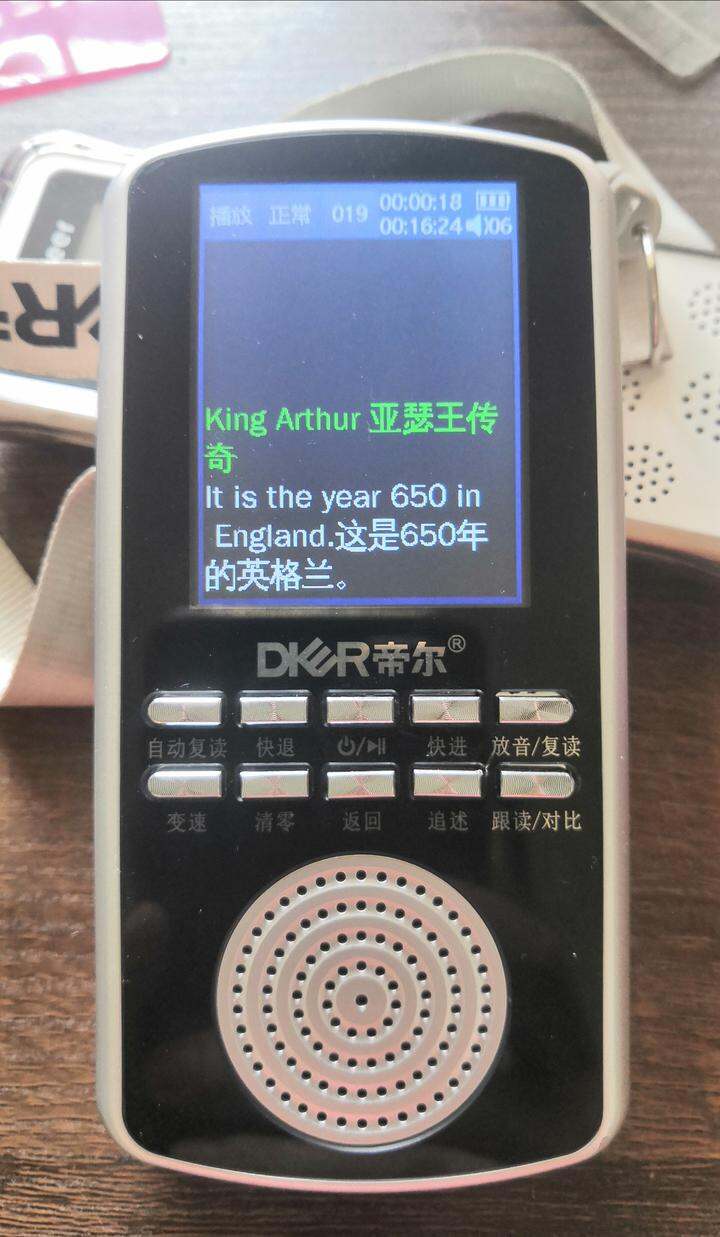 播放 正常 019 00:00:18
00:16:24 06
King Arthur 亚瑟王传
奇
It is the year 650 in
England.这是650年
的英格兰。
DKER帝尔®
自动复读 快退 快进 放音/复读
变速 清零 返回 追述 跟读/对比